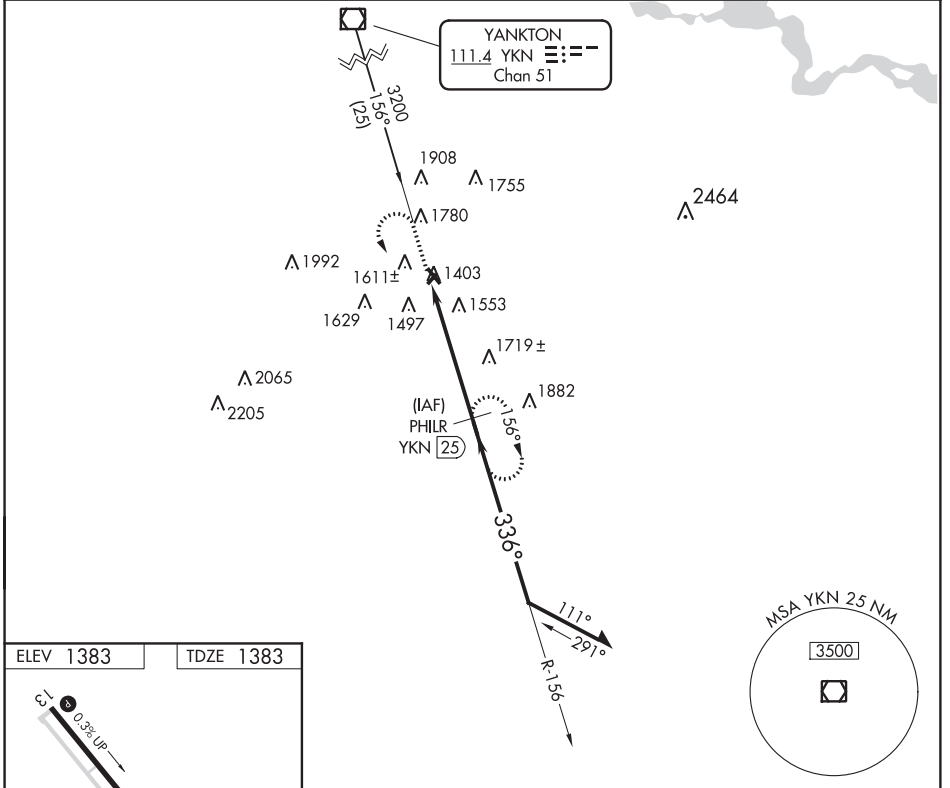 YANKTON
111.4 YKN
Chan 51
3200
156°
(25)
1908
1755
2464
1780
1992
1611±
1403
1629
1497
1553
1719 ±
2065
2205
1882
(IAF)
PHILR
YKN 25
156°
336°
111°
291°
R-156
MSA YKN 25 NM
3500
ELEV 1383
TDZE 1383
13
P
0.3% UP